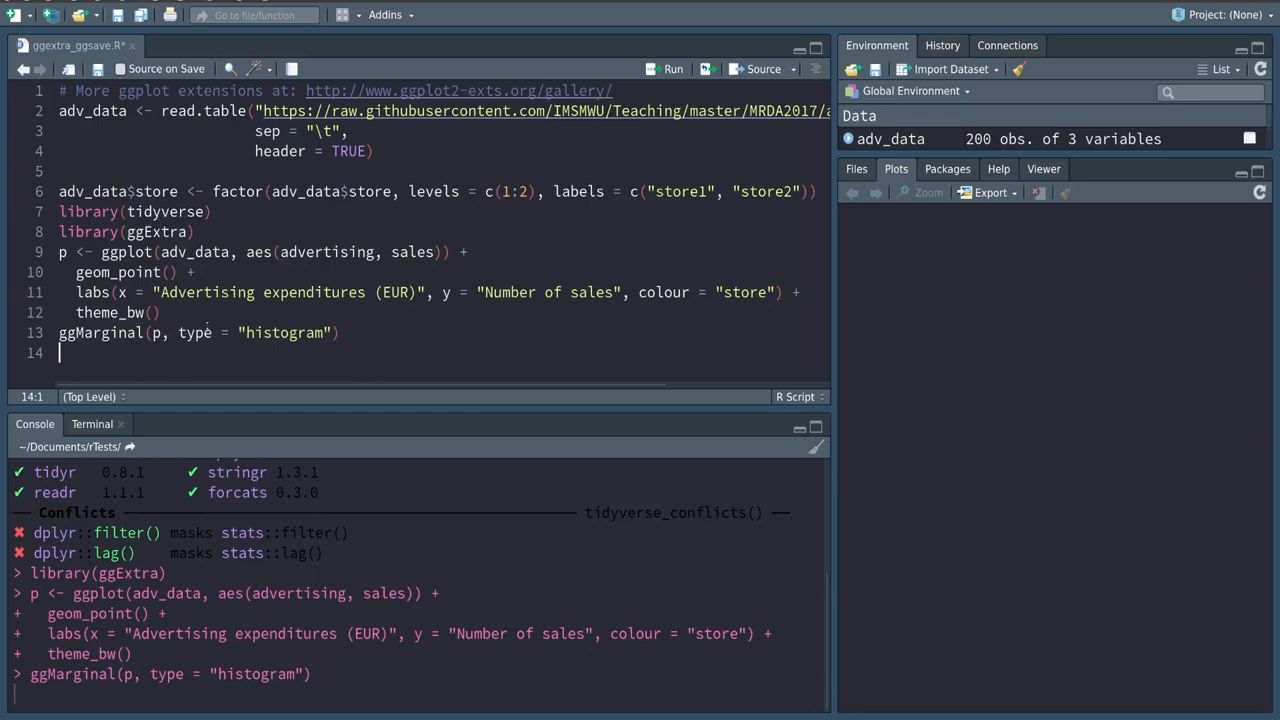 Go to file/function
Addins
Project: (None)
ggextra_ggsave.R*
Source on Save
Run
Source
1 # More ggplot extensions at: http://www.ggplot2-exts.org/gallery/
2 adv_data <- read.table("https://raw.githubusercontent.com/IMSMWU/Teaching/master/MRDA2017/a
3 sep = "\t",
4 header = TRUE)
5
6 adv_data$store <- factor(adv_data$store, levels = c(1:2), labels = c("store1", "store2"))
7 library(tidyverse)
8 library(ggExtra)
9 p <- ggplot(adv_data, aes(advertising, sales)) +
10 geom_point() +
11 labs(x = "Advertising expenditures (EUR)", y = "Number of sales", colour = "store") +
12 theme_bw()
13 ggMarginal(p, type = "histogram")
14
14:1 (Top Level) R Script
Console Terminal
~/Documents/rTests/
✔ tidyr 0.8.1 ✔ stringr 1.3.1
✔ readr 1.1.1 ✔ forcats 0.3.0
── Conflicts ── tidyverse_conflicts() ──
✖ dplyr::filter() masks stats::filter()
✖ dplyr::lag() masks stats::lag()
> library(ggExtra)
> p <- ggplot(adv_data, aes(advertising, sales)) +
+ geom_point() +
+ labs(x = "Advertising expenditures (EUR)", y = "Number of sales", colour = "store") +
+ theme_bw()
> ggMarginal(p, type = "histogram")
Environment History Connections
Import Dataset List
Global Environment
Data
adv_data 200 obs. of 3 variables
Files Plots Packages Help Viewer
Zoom Export